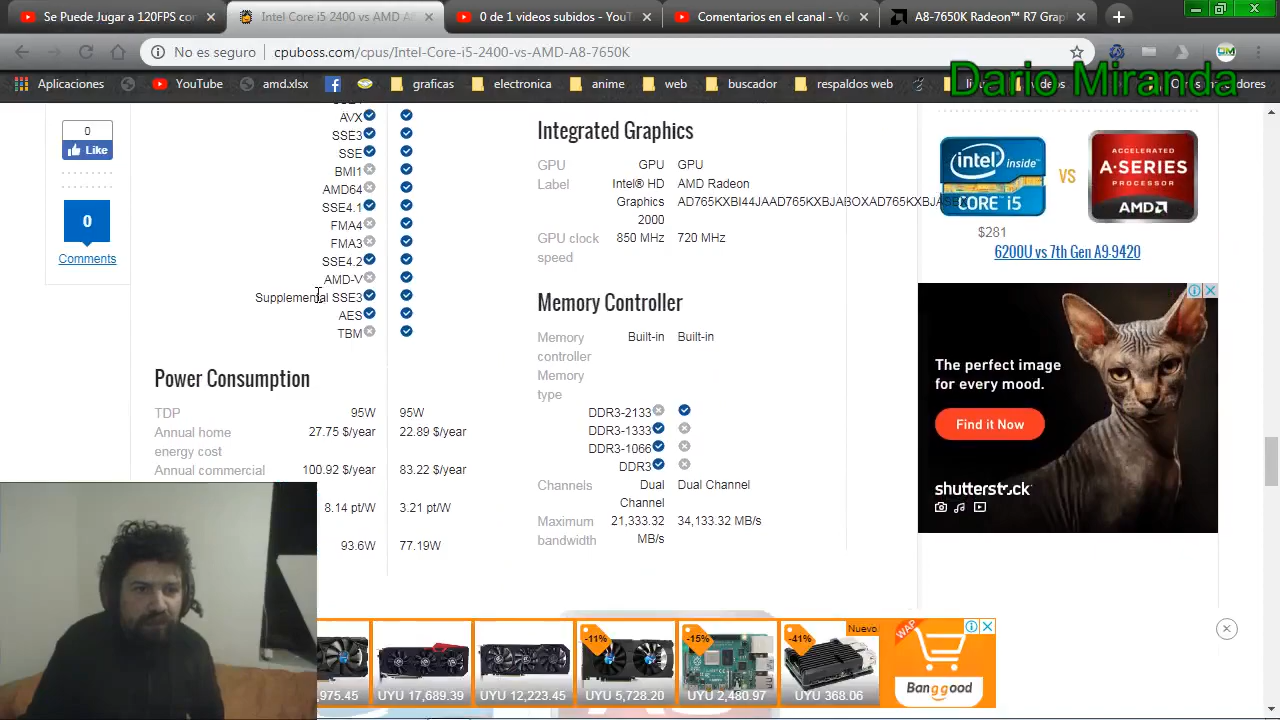 Se Puede Jugar a 120FPS con
Intel Core i5 2400 vs AMD A8
0 de 1 videos subidos - YouT
Comentarios en el canal - Yo
A8-7650K Radeon™ R7 Grap
No es seguro
cpuboss.com/cpus/Intel-Core-i5-2400-vs-AMD-A8-7650K
Dario Miranda
Aplicaciones
YouTube
amd.xlsx
graficas
electronica
anime
web
buscador
respaldos web
0
Like
0
Comments
AVX
SSE3
SSE
BMI1
AMD64
SSE4.1
FMA4
FMA3
SSE4.2
AMD-V
Supplemental SSE3
AES
TBM
Power Consumption
TDP 95W 95W
Annual home 27.75 $/year 22.89 $/year
energy cost
Annual commercial 100.92 $/year 83.22 $/year
8.14 pt/W 3.21 pt/W
93.6W 77.19W
Integrated Graphics
GPU GPU GPU
Label Intel® HD AMD Radeon
Graphics AD765KXBI44JAAD765KXBJABOXAD765KXBJASBX
2000
GPU clock 850 MHz 720 MHz
speed
Memory Controller
Memory Built-in Built-in
controller
Memory
type
DDR3-2133
DDR3-1333
DDR3-1066
DDR3
Channels Dual Dual Channel
Channel
Maximum 21,333.32 34,133.32 MB/s
bandwidth MB/s
intel inside
CORE i5
VS
ACCELERATED
A-SERIES
PROCESSOR
AMD
$281
6200U vs 7th Gen A9-9420
The perfect image
for every mood.
Find it Now
shutterstock
,975.45
UYU 17,689.39
UYU 12,223.45
-11%
UYU 5,728.20
-15%
UYU 2,480.97
-41%
Nuevo
UYU 368.06
WAP
Banggood